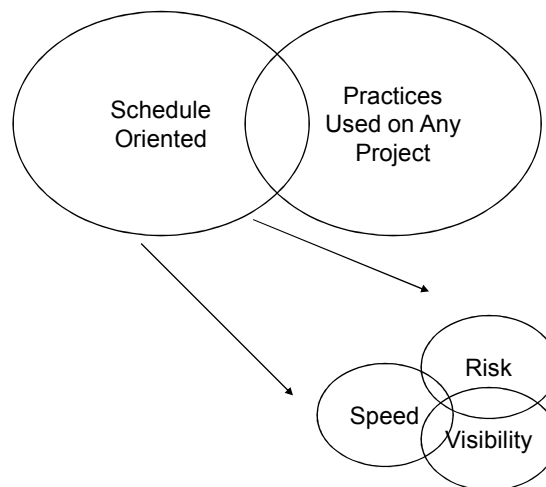 Schedule
Oriented
Practices
Used on Any
Project
Risk
Speed
Visibility